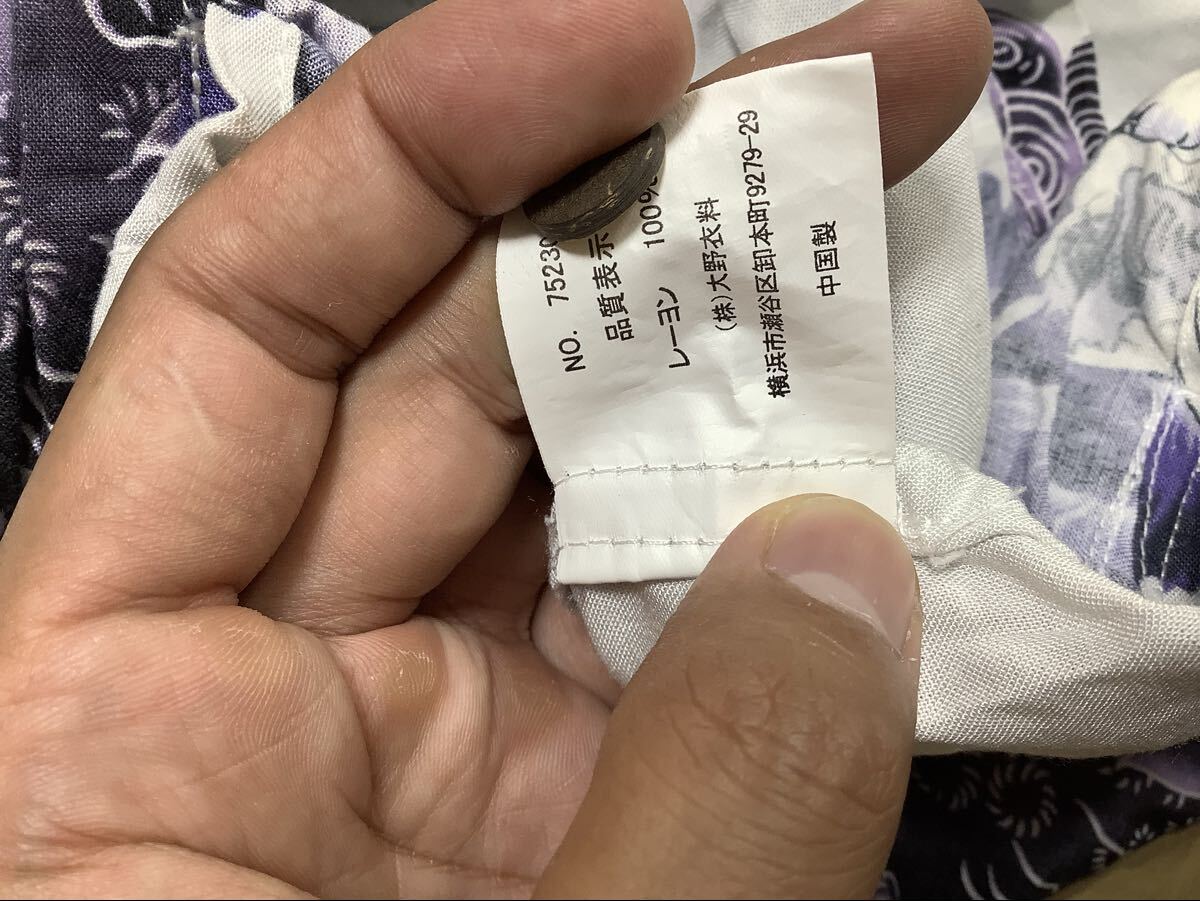 NO. 7523
品質表示
レーヨン 100%
(株)大野衣料
横浜市瀬谷区卸本町9279-29
中国製